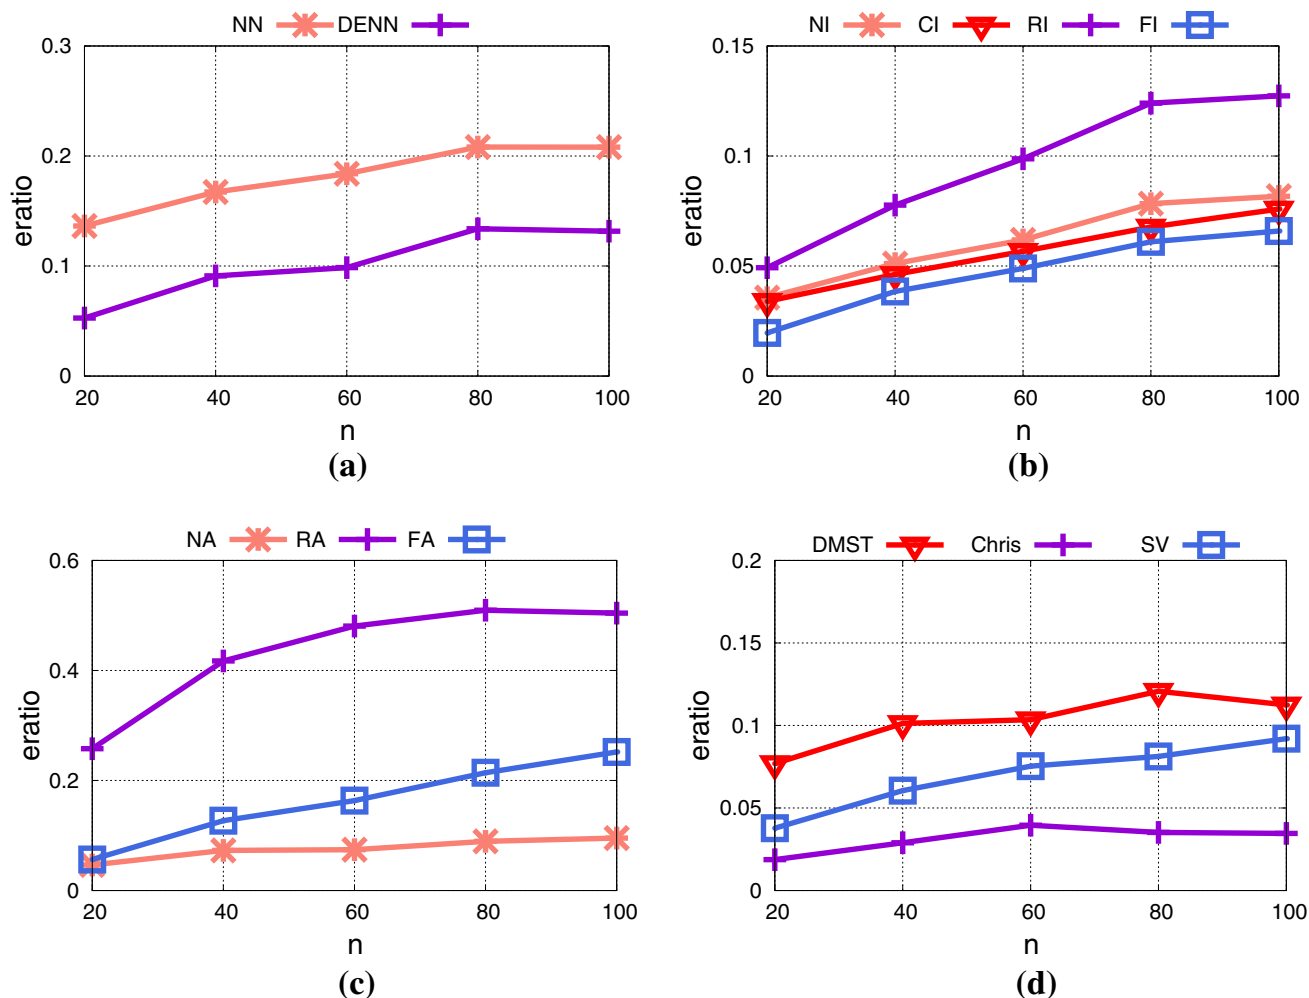 NN DENN
0.3
0.2
0.1
0
eratio
20 40 60 80 100
n
(a)
NI CI RI FI
0.15
0.1
0.05
0
eratio
20 40 60 80 100
n
(b)
NA RA FA
0.6
0.4
0.2
0
eratio
20 40 60 80 100
n
(c)
DMST Chris SV
0.2
0.15
0.1
0.05
0
eratio
20 40 60 80 100
n
(d)